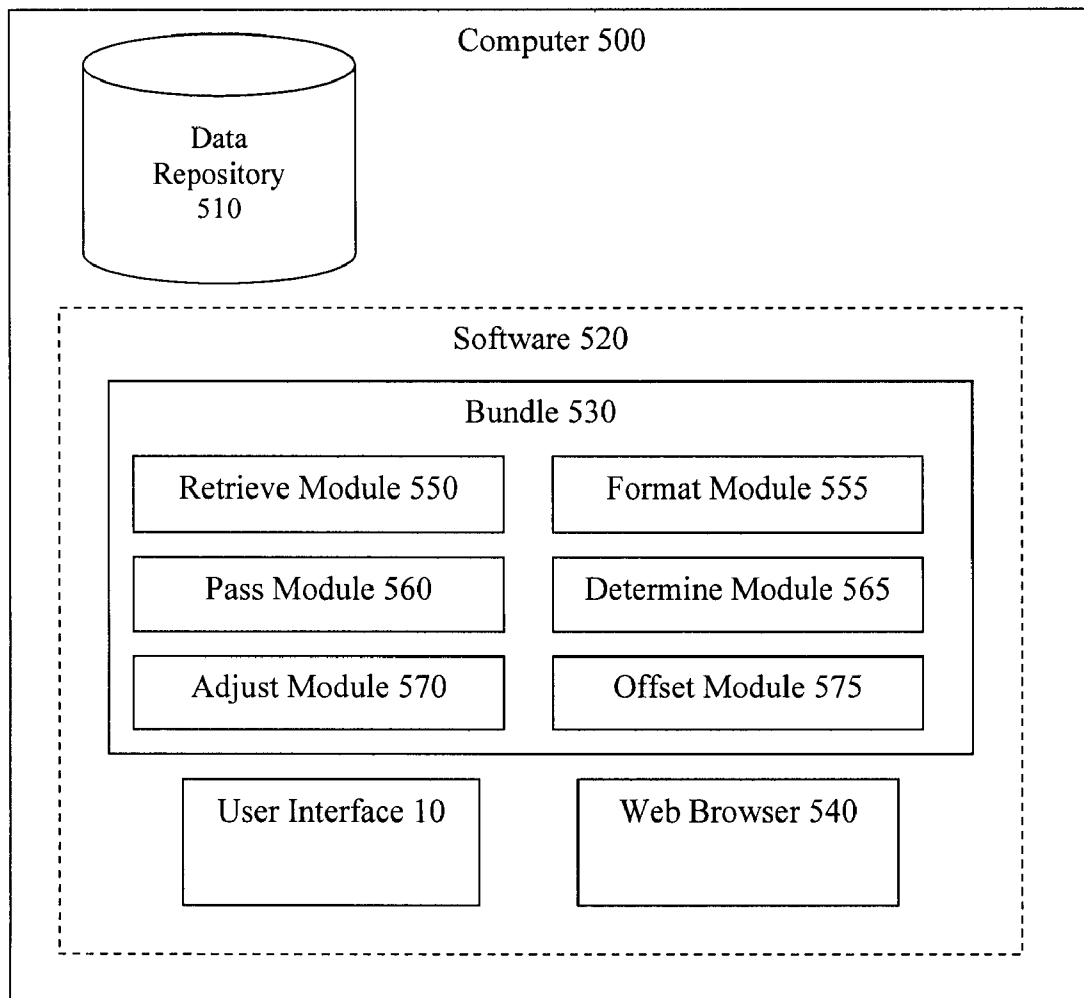 Computer 500
Data
Repository
510
Software 520
Bundle 530
Retrieve Module 550
Format Module 555
Pass Module 560
Determine Module 565
Adjust Module 570
Offset Module 575
User Interface 10
Web Browser 540